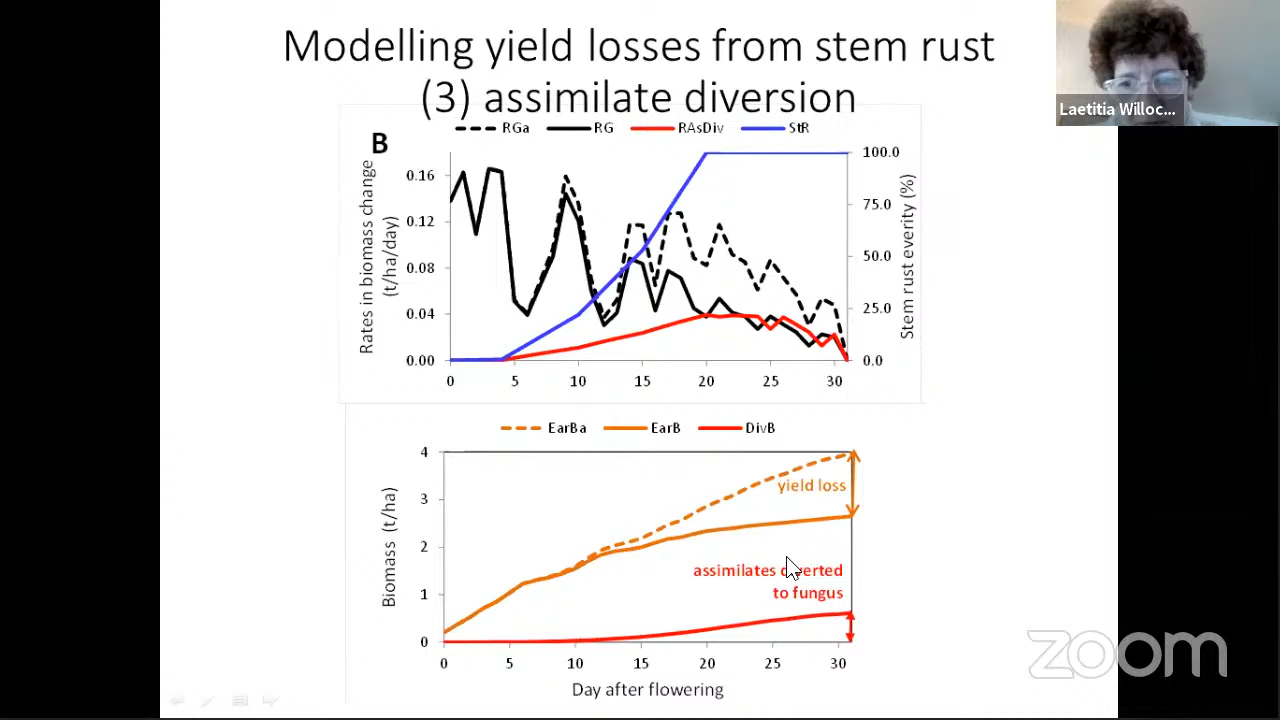 Modelling yield losses from stem rust
(3) assimilate diversion
Laetitia Willoc...
RGa RG RAsDiv StR
B
Rates in biomass change
(t/ha/day)
0.16
0.12
0.08
0.04
0.00
100.0
75.0
50.0
25.0
0.0
Stem rust everity (%)
0 5 10 15 20 25 30
EarBa EarB DivB
Biomass (t/ha)
4
3
2
1
0
yield loss
assimilates diverted
to fungus
0 5 10 15 20 25 30
Day after flowering
zoom